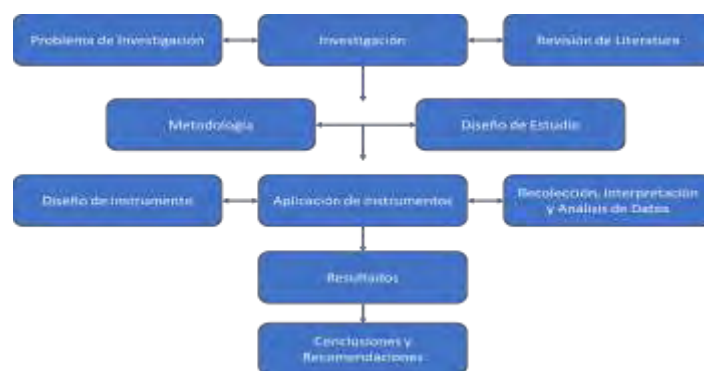 Problema de Investigación
Investigación
Revisión de Literatura
Metodología
Diseño de Estudio
Diseño de Instrumento
Aplicación de instrumentos
Recolección, Interpretación
y Análisis de Datos
Resultados
Conclusiones y
Recomendaciones